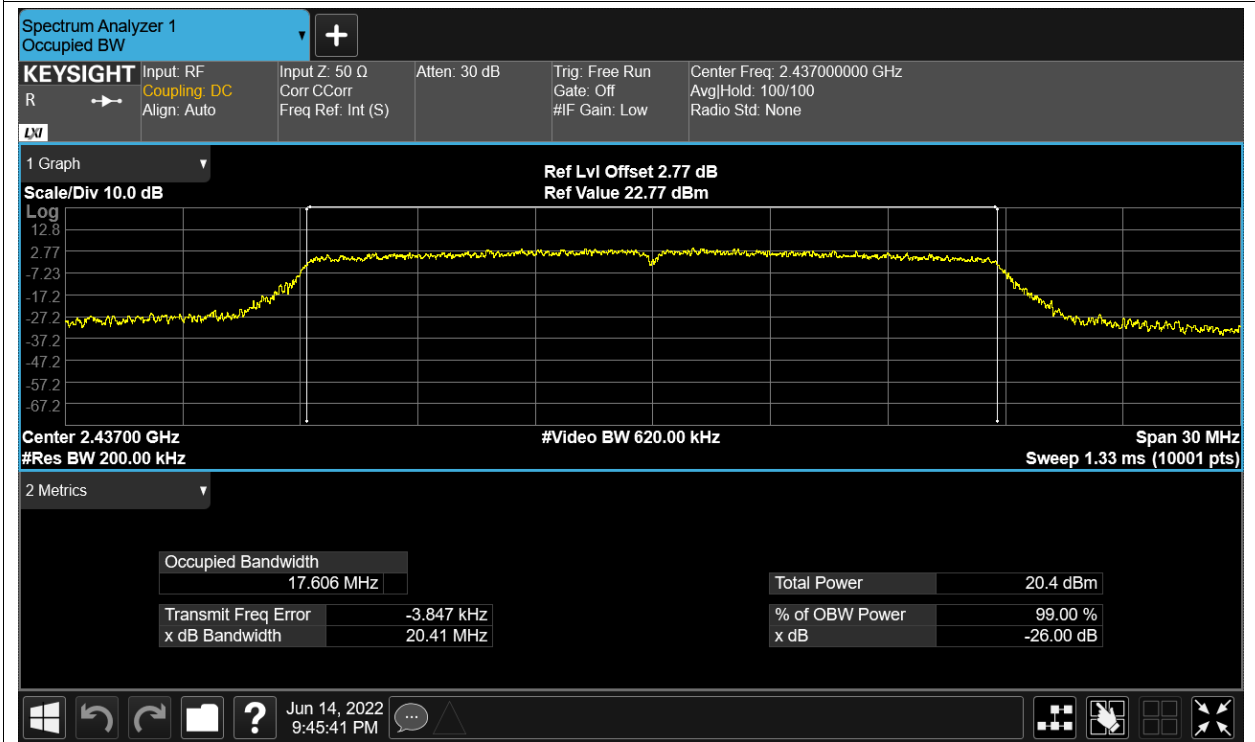 Spectrum Analyzer 1
Occupied BW
KEYSIGHT
R
LXI
Input: RF
Coupling: DC
Align: Auto
Input Z: 50 Ω
Corr CCorr
Freq Ref: Int (S)
Atten: 30 dB
Trig: Free Run
Gate: Off
#IF Gain: Low
Center Freq: 2.437000000 GHz
Avg|Hold: 100/100
Radio Std: None
1 Graph
Scale/Div 10.0 dB
Ref Lvl Offset 2.77 dB
Ref Value 22.77 dBm
Log
12.8
2.77
-7.23
-17.2
-27.2
-37.2
-47.2
-57.2
-67.2
Center 2.43700 GHz
#Res BW 200.00 kHz
#Video BW 620.00 kHz
Span 30 MHz
Sweep 1.33 ms (10001 pts)
2 Metrics
Occupied Bandwidth
17.606 MHz
Transmit Freq Error -3.847 kHz
x dB Bandwidth 20.41 MHz
Total Power 20.4 dBm
% of OBW Power 99.00 %
x dB -26.00 dB
?
Jun 14, 2022
9:45:41 PM